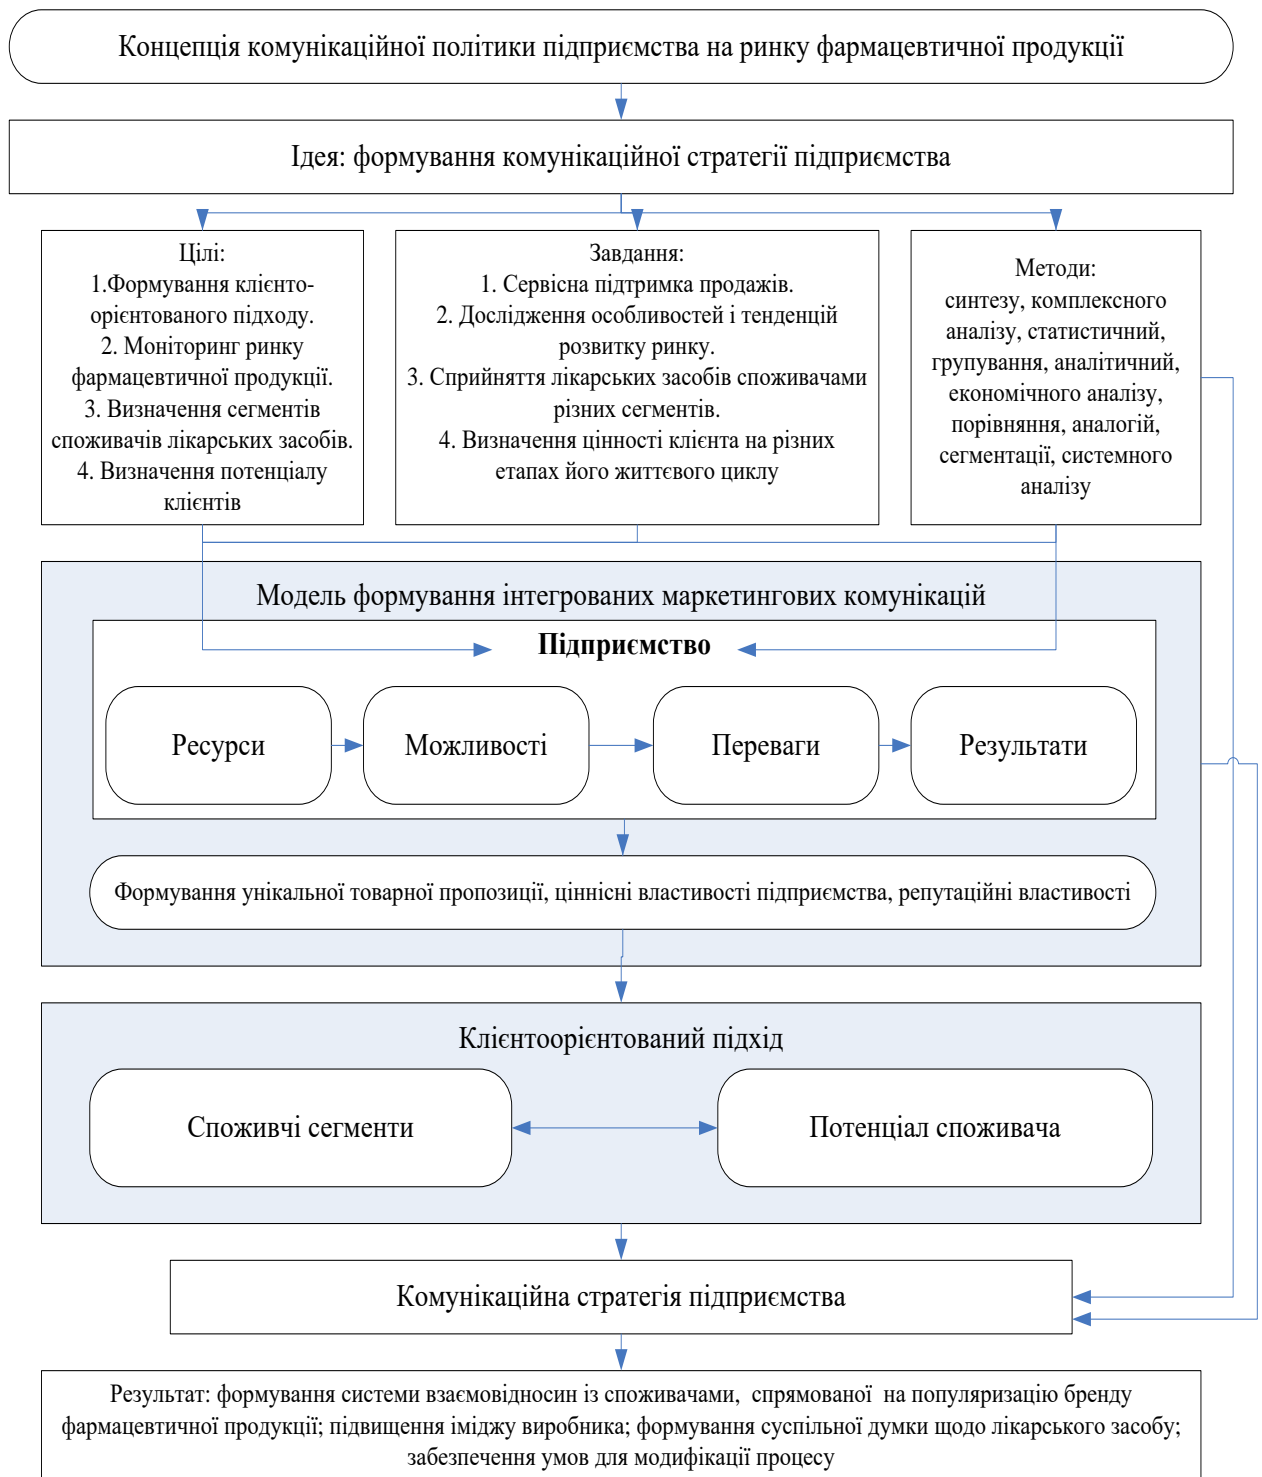 Концепція комунікаційної політики підприємства на ринку фармацевтичної продукції
Ідея: формування комунікаційної стратегії підприємства
Цілі:
1.Формування клієнто-
орієнтованого підходу.
2. Моніторинг ринку
фармацевтичної продукції.
3. Визначення сегментів
споживачів лікарських засобів.
4. Визначення потенціалу
клієнтів
Завдання:
1. Сервісна підтримка продажів.
2. Дослідження особливостей і тенденцій
розвитку ринку.
3. Сприйняття лікарських засобів споживачами
різних сегментів.
4. Визначення цінності клієнта на різних
етапах його життєвого циклу
Методи:
синтезу, комплексного
аналізу, статистичний,
групування, аналітичний,
економічного аналізу,
порівняння, аналогій,
сегментації, системного
аналізу
Модель формування інтегрованих маркетингових комунікацій
Підприємство
Ресурси
Можливості
Переваги
Результати
Формування унікальної товарної пропозиції, ціннісні властивості підприємства, репутаційні властивості
Клієнтоорієнтований підхід
Споживчі сегменти
Потенціал споживача
Комунікаційна стратегія підприємства
Результат: формування системи взаємовідносин із споживачами, спрямованої на популяризацію бренду
фармацевтичної продукції; підвищення іміджу виробника; формування суспільної думки щодо лікарського засобу;
забезпечення умов для модифікації процесу